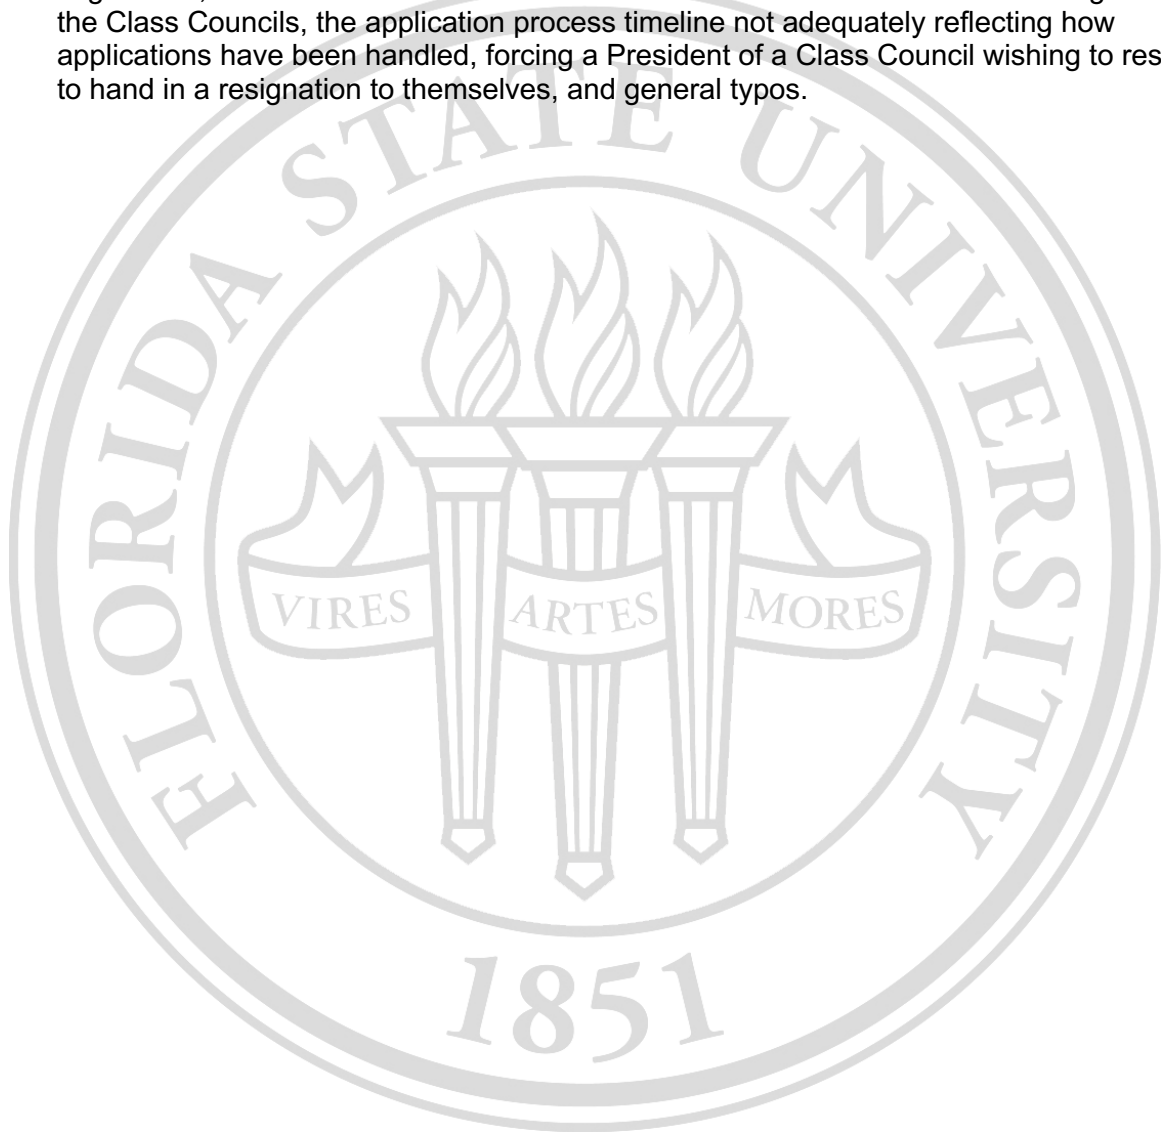 the Class Councils, the application process timeline not adequately reflecting how
applications have been handled, forcing a President of a Class Council wishing to res
to hand in a resignation to themselves, and general typos.
FLORIDA STATE UNIVERSITY
VIRES ARTES MORES
1851